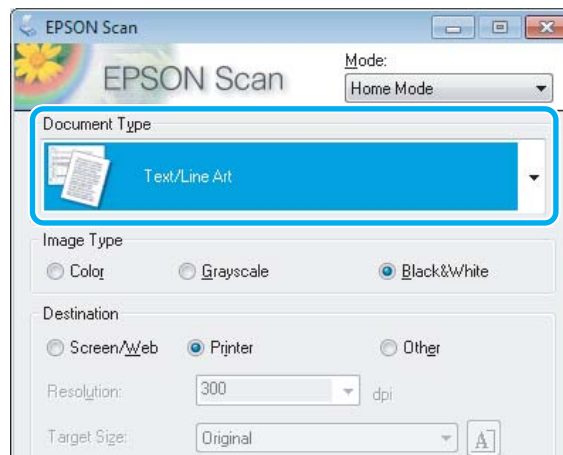 EPSON Scan
EPSON Scan
Mode:
Home Mode
Document Type
Text/Line Art
Image Type
Color Grayscale Black&White
Destination
Screen/Web Printer Other
Resolution: 300 dpi
Target Size: Original A